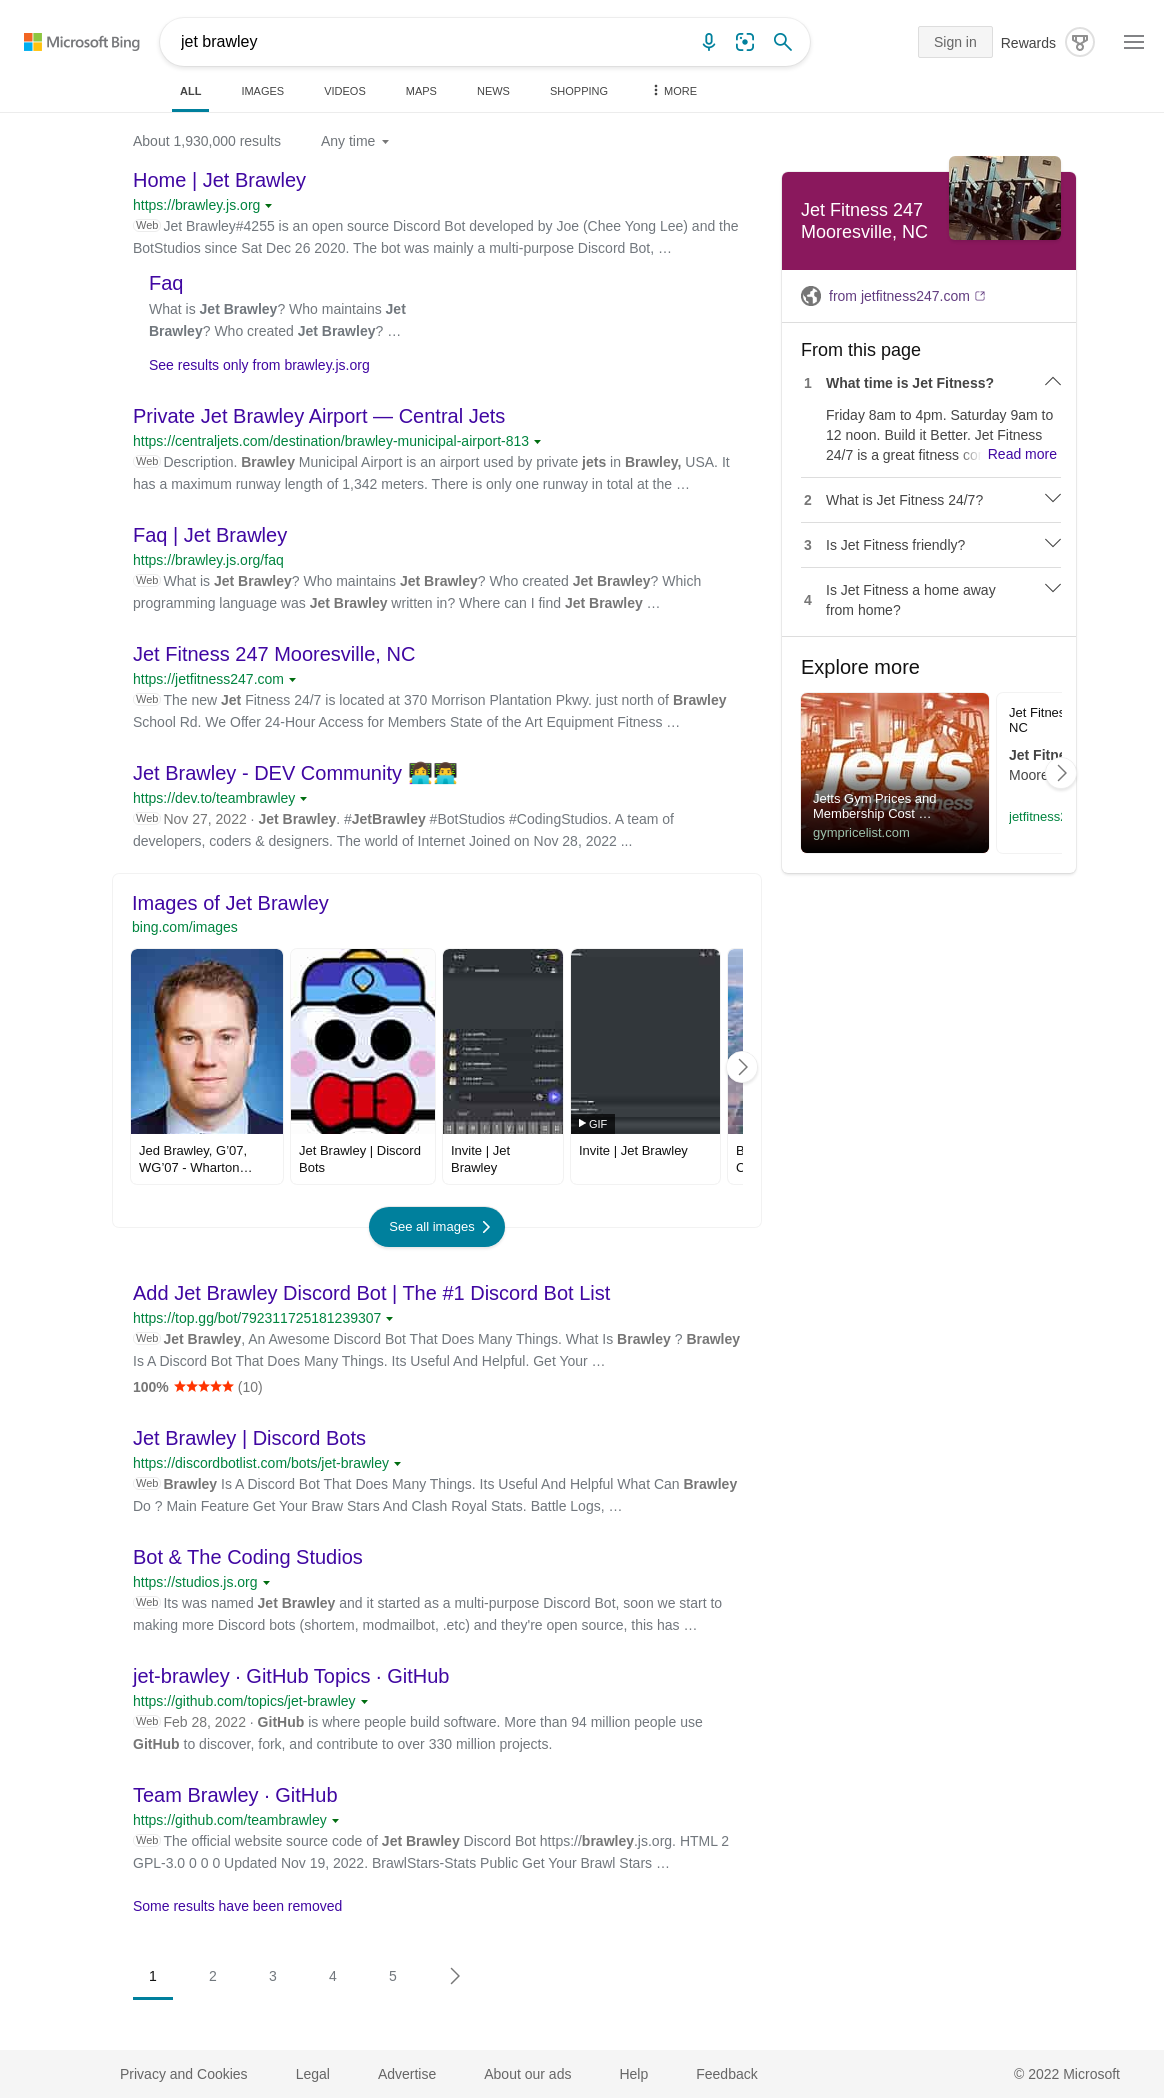 Microsoft Bing
jet brawley
Sign in
Rewards
ALL
IMAGES
VIDEOS
MAPS
NEWS
SHOPPING
MORE
About 1,930,000 results
Any time
Home | Jet Brawley
https://brawley.js.org
Web Jet Brawley#4255 is an open source Discord Bot developed by Joe (Chee Yong Lee) and the
BotStudios since Sat Dec 26 2020. The bot was mainly a multi-purpose Discord Bot, …
Faq
What is Jet Brawley? Who maintains Jet
Brawley? Who created Jet Brawley? …
See results only from brawley.js.org
Private Jet Brawley Airport — Central Jets
https://centraljets.com/destination/brawley-municipal-airport-813
Web Description. Brawley Municipal Airport is an airport used by private jets in Brawley, USA. It
has a maximum runway length of 1,342 meters. There is only one runway in total at the …
Faq | Jet Brawley
https://brawley.js.org/faq
Web What is Jet Brawley? Who maintains Jet Brawley? Who created Jet Brawley? Which
programming language was Jet Brawley written in? Where can I find Jet Brawley …
Jet Fitness 247 Mooresville, NC
https://jetfitness247.com
Web The new Jet Fitness 24/7 is located at 370 Morrison Plantation Pkwy. just north of Brawley
School Rd. We Offer 24-Hour Access for Members State of the Art Equipment Fitness …
Jet Brawley - DEV Community 👩‍💻👨‍💻
https://dev.to/teambrawley
Web Nov 27, 2022 · Jet Brawley. #JetBrawley #BotStudios #CodingStudios. A team of
developers, coders & designers. The world of Internet Joined on Nov 28, 2022 ...
Images of Jet Brawley
bing.com/images
GIF
Jed Brawley, G'07,
WG'07 - Wharton…
Jet Brawley | Discord
Bots
Invite | Jet
Brawley
Invite | Jet Brawley
See all images
Add Jet Brawley Discord Bot | The #1 Discord Bot List
https://top.gg/bot/792311725181239307
Web Jet Brawley, An Awesome Discord Bot That Does Many Things. What Is Brawley ? Brawley
Is A Discord Bot That Does Many Things. Its Useful And Helpful. Get Your …
100% ★★★★★ (10)
Jet Brawley | Discord Bots
https://discordbotlist.com/bots/jet-brawley
Web Brawley Is A Discord Bot That Does Many Things. Its Useful And Helpful What Can Brawley
Do ? Main Feature Get Your Braw Stars And Clash Royal Stats. Battle Logs, …
Bot & The Coding Studios
https://studios.js.org
Web Its was named Jet Brawley and it started as a multi-purpose Discord Bot, soon we start to
making more Discord bots (shortem, modmailbot, .etc) and they're open source, this has …
jet-brawley · GitHub Topics · GitHub
https://github.com/topics/jet-brawley
Web Feb 28, 2022 · GitHub is where people build software. More than 94 million people use
GitHub to discover, fork, and contribute to over 330 million projects.
Team Brawley · GitHub
https://github.com/teambrawley
Web The official website source code of Jet Brawley Discord Bot https://brawley.js.org. HTML 2
GPL-3.0 0 0 0 Updated Nov 19, 2022. BrawlStars-Stats Public Get Your Brawl Stars …
Some results have been removed
1 2 3 4 5
Jet Fitness 247
Mooresville, NC
from jetfitness247.com
From this page
1 What time is Jet Fitness?
Friday 8am to 4pm. Saturday 9am to
12 noon. Build it Better. Jet Fitness
24/7 is a great fitness co Read more
2 What is Jet Fitness 24/7?
3 Is Jet Fitness friendly?
4 Is Jet Fitness a home away
from home?
Explore more
jetts
24 hour fitness
Jetts Gym Prices and
Membership Cost …
gympricelist.com
Jet Fitnes
NC
Jet Fitne
Moore
jetfitness2
Privacy and Cookies
Legal
Advertise
About our ads
Help
Feedback
© 2022 Microsoft